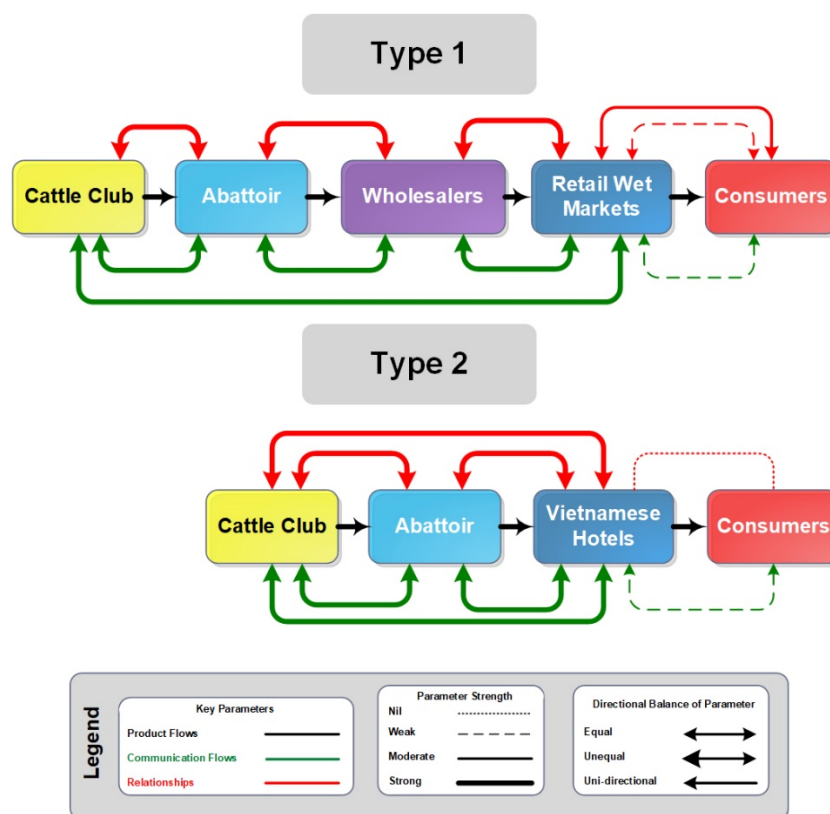 Type 1
Cattle Club
Abattoir
Wholesalers
Retail Wet
Markets
Consumers
Type 2
Cattle Club
Abattoir
Vietnamese
Hotels
Consumers
Legend
Key Parameters
Product Flows
Communication Flows
Relationships
Parameter Strength
Nil
Weak
Moderate
Strong
Directional Balance of Parameter
Equal
Unequal
Uni-directional